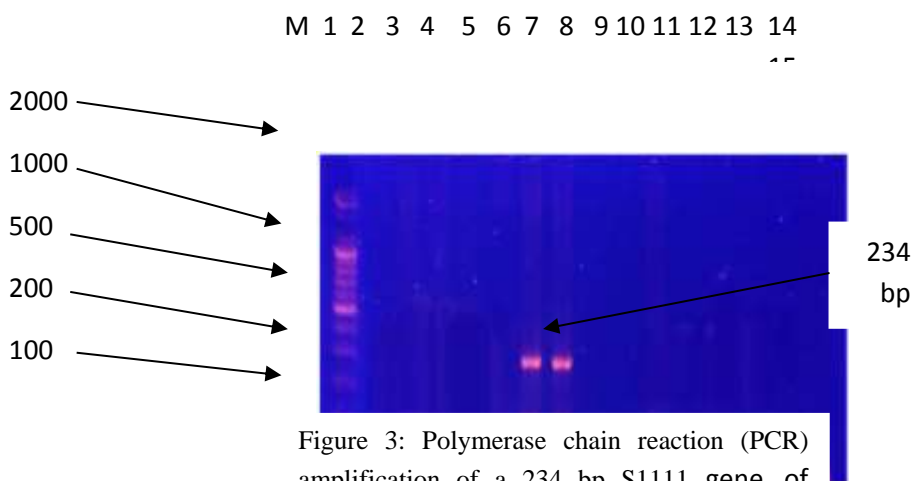 M 1 2 3 4 5 6 7 8 9 10 11 12 13 14
2000
1000
500
200
100
234
bp
Figure 3: Polymerase chain reaction (PCR)
amplification of a 234 bp S1111 gene of